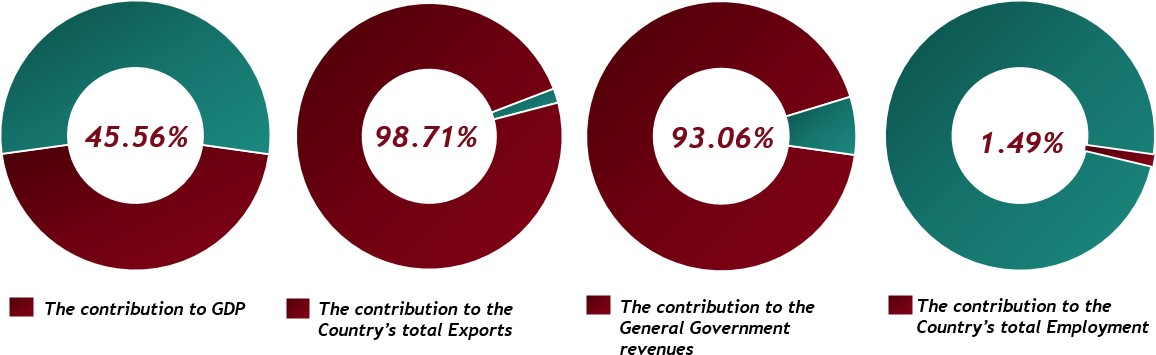 45.56%
98.71%
93.06%
1.49%
The contribution to GDP
The contribution to the
Country's total Exports
The contribution to the
General Government
revenues
The contribution to the
Country's total Employment